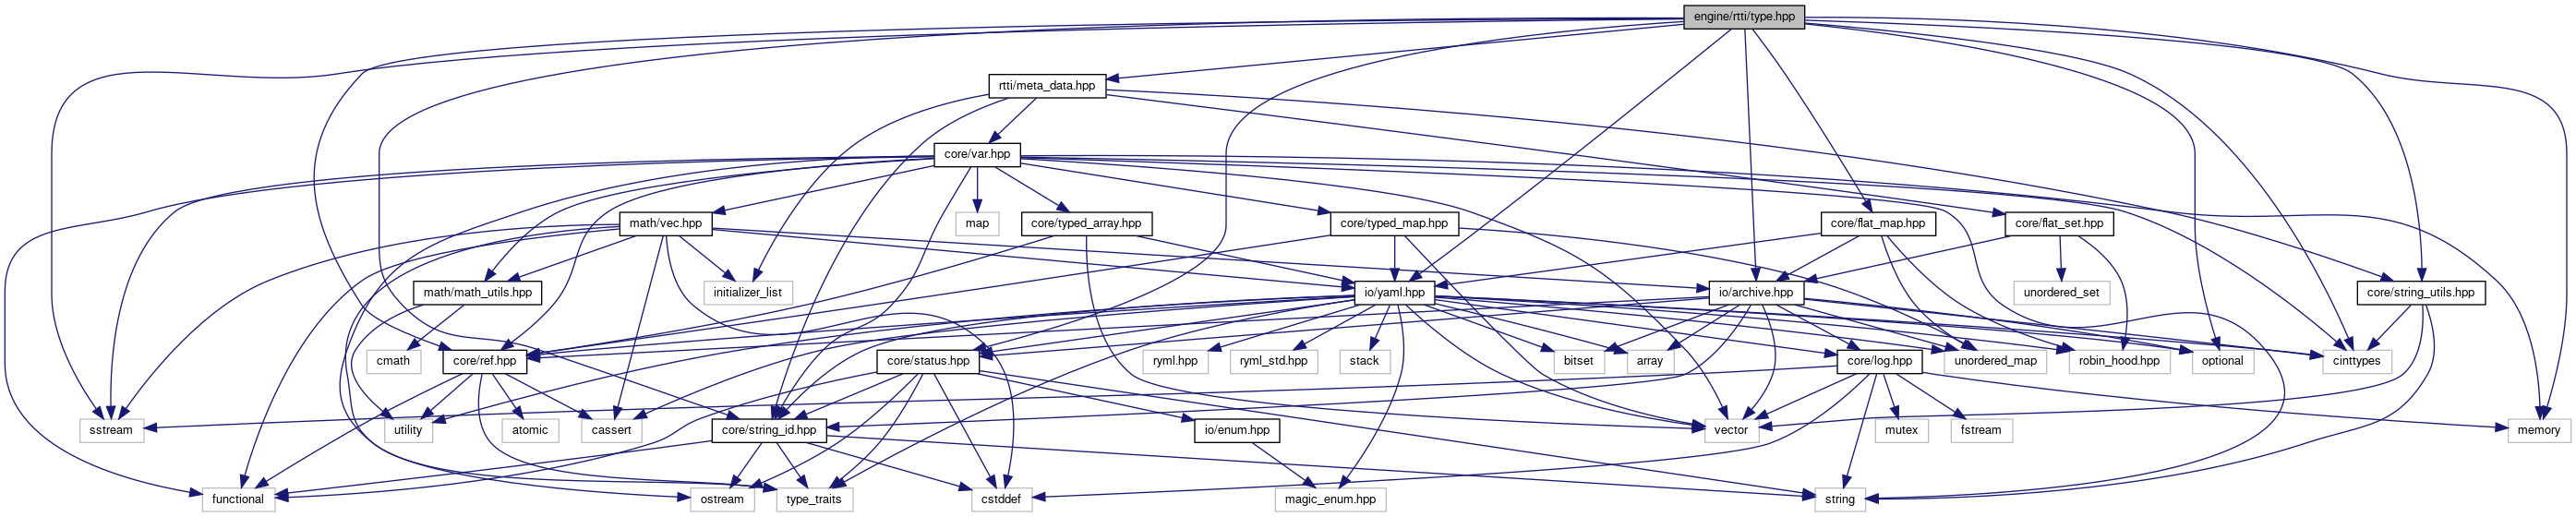 engine/rtti/type.hpp
rtti/meta_data.hpp
core/var.hpp
math/vec.hpp
map
core/typed_array.hpp
core/typed_map.hpp
core/flat_map.hpp
core/flat_set.hpp
math/math_utils.hpp
initializer_list
io/yaml.hpp
io/archive.hpp
unordered_set
core/string_utils.hpp
cmath
core/ref.hpp
core/status.hpp
ryml.hpp
ryml_std.hpp
stack
bitset
array
core/log.hpp
unordered_map
robin_hood.hpp
optional
cinttypes
sstream
utility
atomic
cassert
core/string_id.hpp
io/enum.hpp
vector
mutex
fstream
memory
functional
ostream
type_traits
cstddef
magic_enum.hpp
string